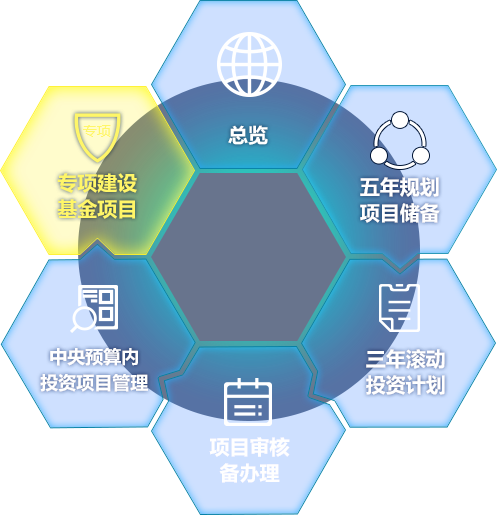 总览
专项
专项建设
基金项目
五年规划
项目储备
中央预算内
投资项目管理
三年滚动
投资计划
项目审核
备办理